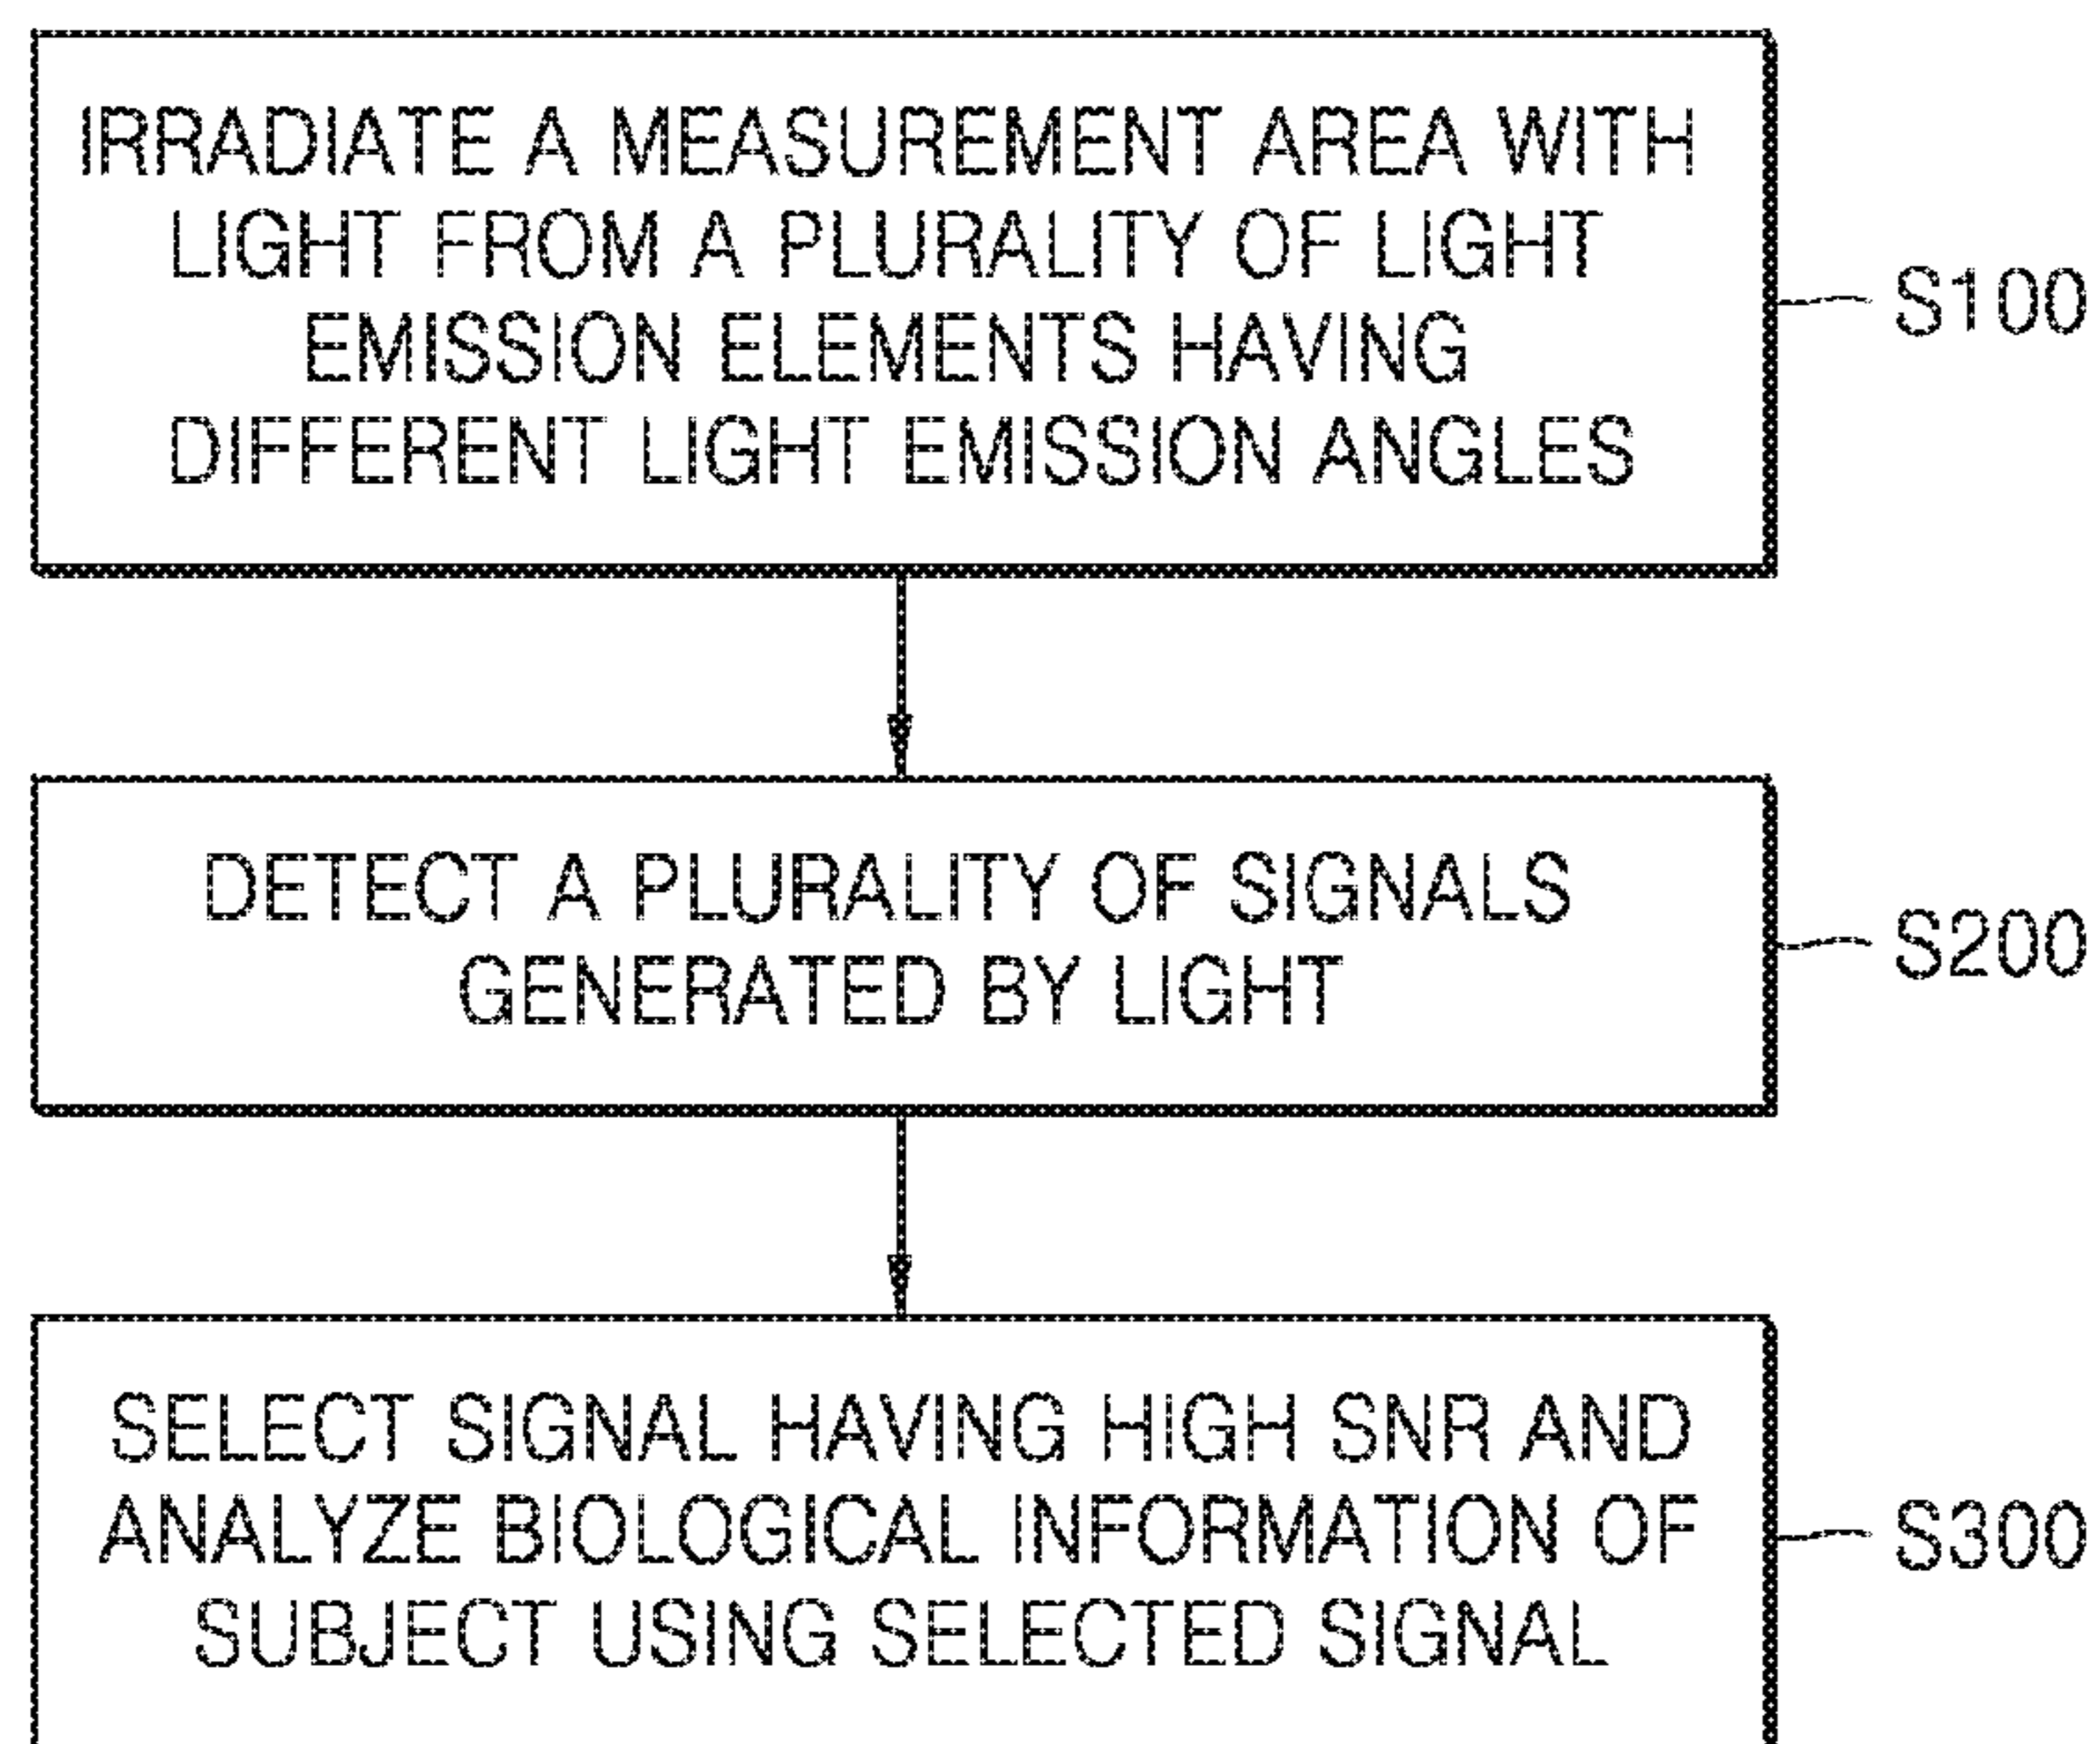 IRRADIATE A MEASUREMENT AREA WITH
LIGHT FROM A PLURALITY OF LIGHT
EMISSION ELEMENTS HAVING
DIFFERENT LIGHT EMISSION ANGLES
S100
DETECT A PLURALITY OF SIGNALS
GENERATED BY LIGHT
S200
SELECT SIGNAL HAVING HIGH SNR AND
ANALYZE BIOLOGICAL INFORMATION OF
SUBJECT USING SELECTED SIGNAL
S300